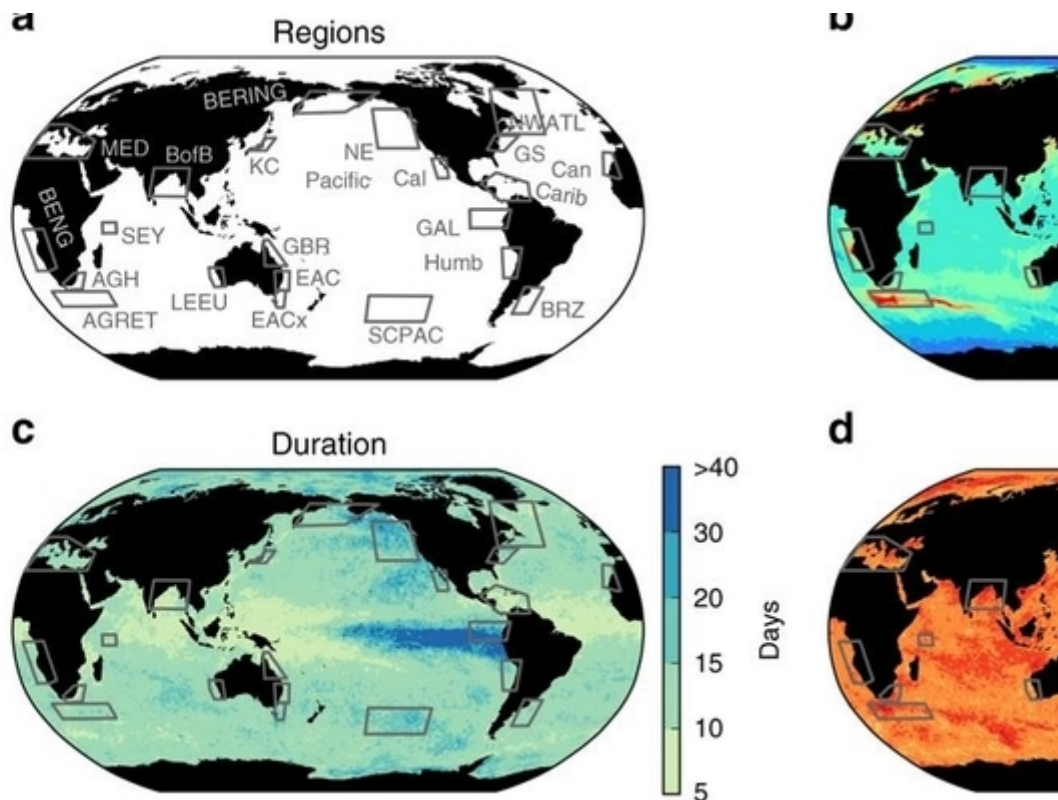 a
Regions
b
BERING
NWATL
MED
BofB
KC
NE
Pacific
Cal
GS
Can
Carib
BENG
SEY
GAL
GBR
Humb
AGH
LEEU
EAC
AGRET
EACx
SCPAC
BRZ
c
Duration
d
>40
30
20
15
10
5
Days